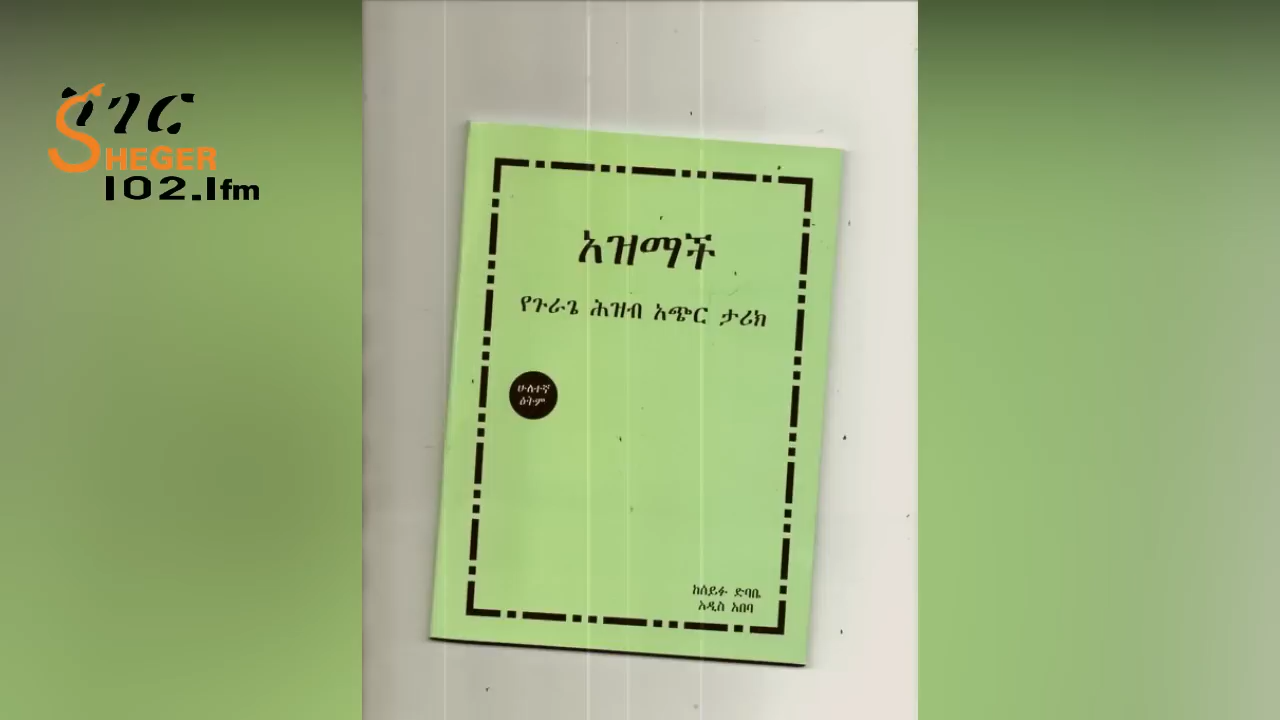 ሸገር
SHEGER
102.1fm
አዝማች
የጉራጌ ሕዝብ አጭር ታሪክ
ሁለተኛ
ዕትም
ከሰይፉ ድባቤ
አዲስ አበባ